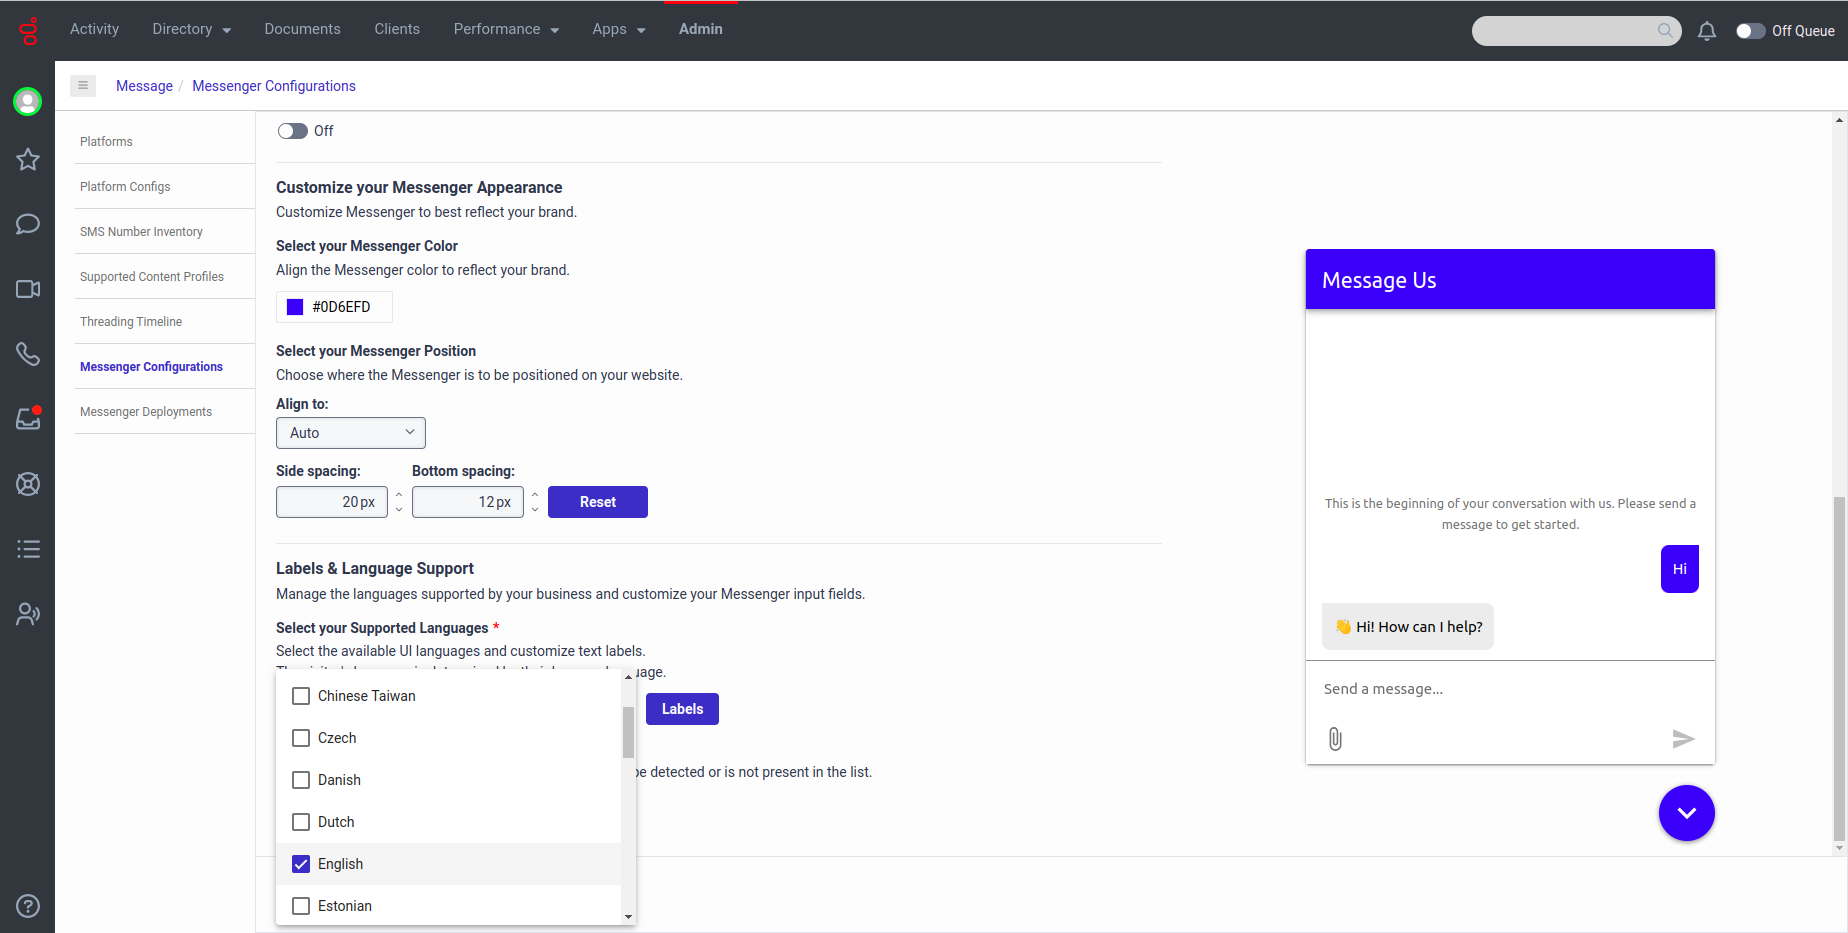 Activity Directory Documents Clients Performance Apps Admin Off Queue
Message / Messenger Configurations
Platforms
Platform Configs
SMS Number Inventory
Supported Content Profiles
Threading Timeline
Messenger Configurations
Messenger Deployments
Off
Customize your Messenger Appearance
Customize Messenger to best reflect your brand.
Select your Messenger Color
Align the Messenger color to reflect your brand.
#0D6EFD
Select your Messenger Position
Choose where the Messenger is to be positioned on your website.
Align to:
Auto
Side spacing: Bottom spacing:
20 px 12 px Reset
Labels & Language Support
Manage the languages supported by your business and customize your Messenger input fields.
Select your Supported Languages *
Select the available UI languages and customize text labels.
Chinese Taiwan
Labels
Czech
be detected or is not present in the list.
Danish
Dutch
English
Estonian
Message Us
This is the beginning of your conversation with us. Please send a
message to get started.
Hi
👋 Hi! How can I help?
Send a message...